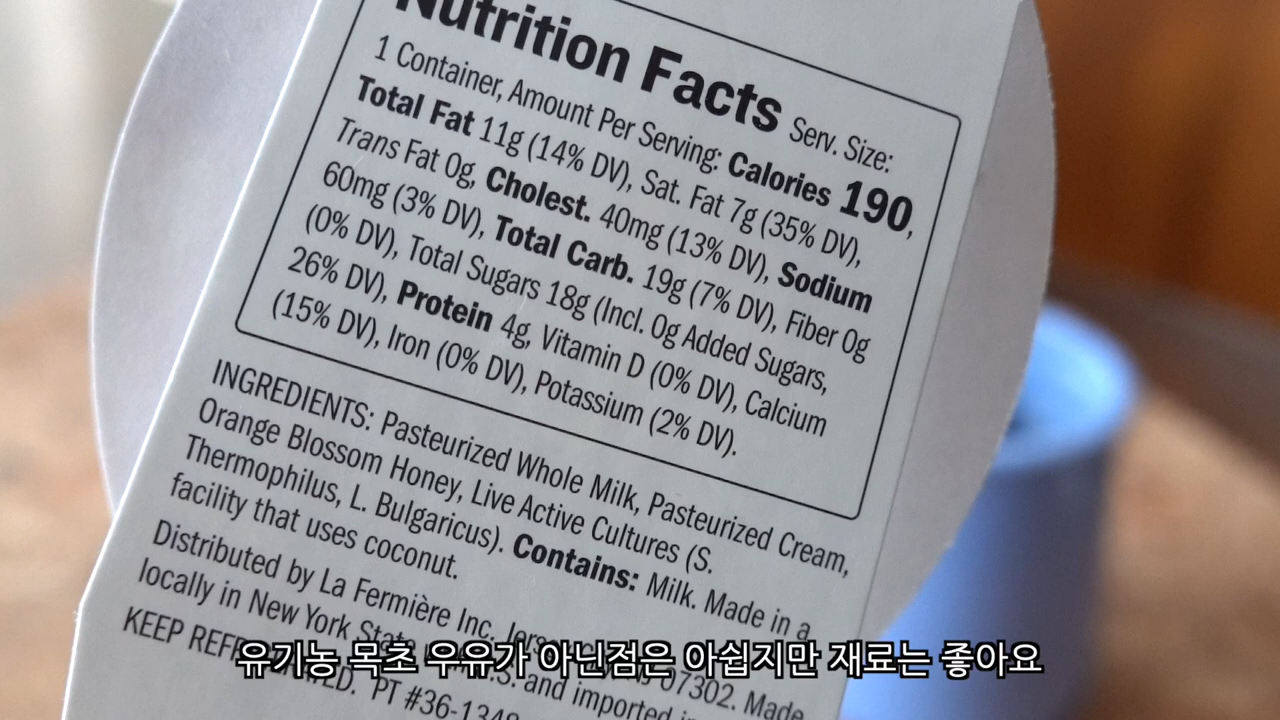 Nutrition Facts Serv. Size:
1 Container, Amount Per Serving: Calories 190,
Total Fat 11g (14% DV), Sat. Fat 7g (35% DV),
Trans Fat 0g, Cholest. 40mg (13% DV), Sodium
60mg (3% DV), Total Carb. 19g (7% DV), Fiber 0g
(0% DV), Total Sugars 18g (Incl. 0g Added Sugars,
26% DV), Protein 4g, Vitamin D (0% DV), Calcium
(15% DV), Iron (0% DV), Potassium (2% DV).
INGREDIENTS: Pasteurized Whole Milk, Pasteurized Cream,
Orange Blossom Honey, Live Active Cultures (S.
Thermophilus, L. Bulgaricus). Contains: Milk. Made in a
facility that uses coconut.
Distributed by La Fermière Inc. 07302. Made
locally in New York State and imported
KEEP PT
유기농 목초 우유가 아닌점은 아쉽지만 재료는 좋아요